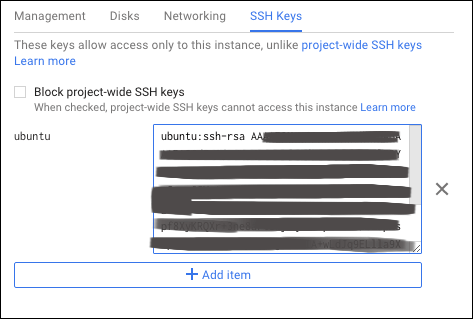 Management Disks Networking SSH Keys
These keys allow access only to this instance, unlike project-wide SSH keys
Learn more
Block project-wide SSH keys
When checked, project-wide SSH keys cannot access this instance Learn more
ubuntu
ubuntu:ssh-rsa
Add item